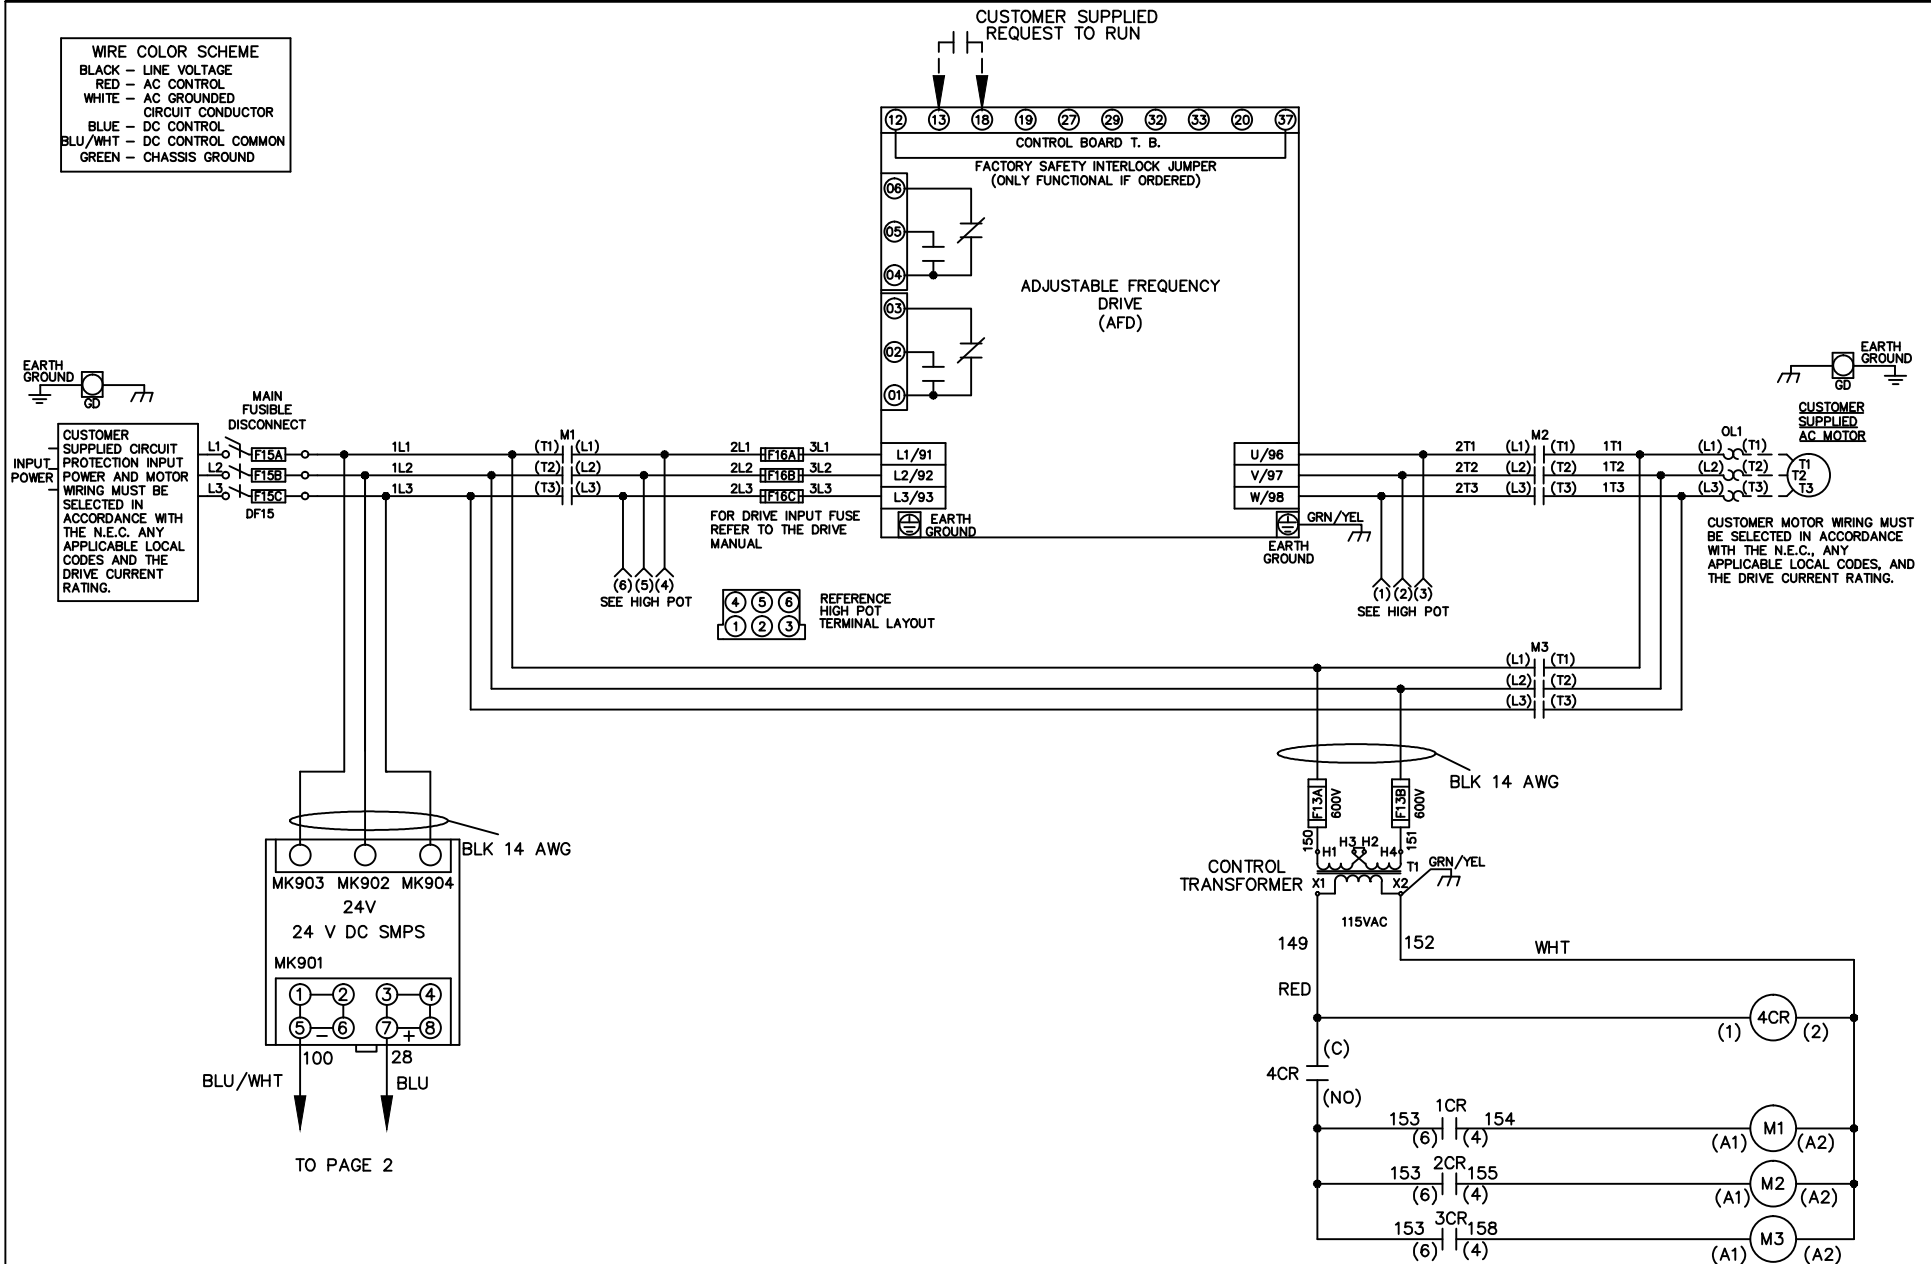 CUSTOMER SUPPLIED
REQUEST TO RUN
WIRE COLOR SCHEME
BLACK – LINE VOLTAGE
RED – AC CONTROL
WHITE – AC GROUNDED
CIRCUIT CONDUCTOR
BLUE – DC CONTROL
BLU/WHT – DC CONTROL COMMON
GREEN – CHASSIS GROUND
12 13 18 19 27 29 32 33 20 37
CONTROL BOARD T. B.
FACTORY SAFETY INTERLOCK JUMPER
(ONLY FUNCTIONAL IF ORDERED)
06
05
04
03
02
01
ADJUSTABLE FREQUENCY
DRIVE
(AFD)
EARTH
GROUND
GD
MAIN
FUSIBLE
DISCONNECT
INPUT
POWER
CUSTOMER
SUPPLIED CIRCUIT
PROTECTION INPUT
POWER AND MOTOR
WIRING MUST BE
SELECTED IN
ACCORDANCE WITH
THE N.E.C. ANY
APPLICABLE LOCAL
CODES AND THE
DRIVE CURRENT
RATING.
L1 F15A 1L1 (T1) M1 (L1) 2L1 F16A 3L1 L1/91
L2 F15B 1L2 (T2) (L2) 2L2 F16B 3L2 L2/92
L3 F15C 1L3 (T3) (L3) 2L3 F16C 3L3 L3/93
DF15
FOR DRIVE INPUT FUSE
REFER TO THE DRIVE
MANUAL
EARTH
GROUND
(6) (5) (4)
SEE HIGH POT
4 5 6
1 2 3
REFERENCE
HIGH POT
TERMINAL LAYOUT
U/96 2T1 (L1) M2 (T1) 1T1 (L1) OL1 (T1) T1
V/97 2T2 (L2) (T2) 1T2 (L2) (T2) T2
W/98 2T3 (L3) (T3) 1T3 (L3) (T3) T3
GRN/YEL
EARTH
GROUND
(1) (2) (3)
SEE HIGH POT
EARTH
GROUND
GD
CUSTOMER
SUPPLIED
AC MOTOR
CUSTOMER MOTOR WIRING MUST
BE SELECTED IN ACCORDANCE
WITH THE N.E.C., ANY
APPLICABLE LOCAL CODES, AND
THE DRIVE CURRENT RATING.
M3
(L1) (T1)
(L2) (T2)
(L3) (T3)
BLK 14 AWG
MK903 MK902 MK904
24V
24 V DC SMPS
MK901
1 2 3 4
5 – 6 7 + 8
100 28
BLU/WHT BLU
TO PAGE 2
BLK 14 AWG
F13A 600V F13B 600V
150 151
H1 H3 H2 H4
CONTROL
TRANSFORMER
T1 GRN/YEL
X1 X2
115VAC
149 152 WHT
RED
(1) 4CR (2)
(C)
4CR
(NO)
153 1CR 154
(6) (4) (A1) M1 (A2)
153 2CR 155
(6) (4) (A1) M2 (A2)
153 3CR 158
(6) (4) (A1) M3 (A2)